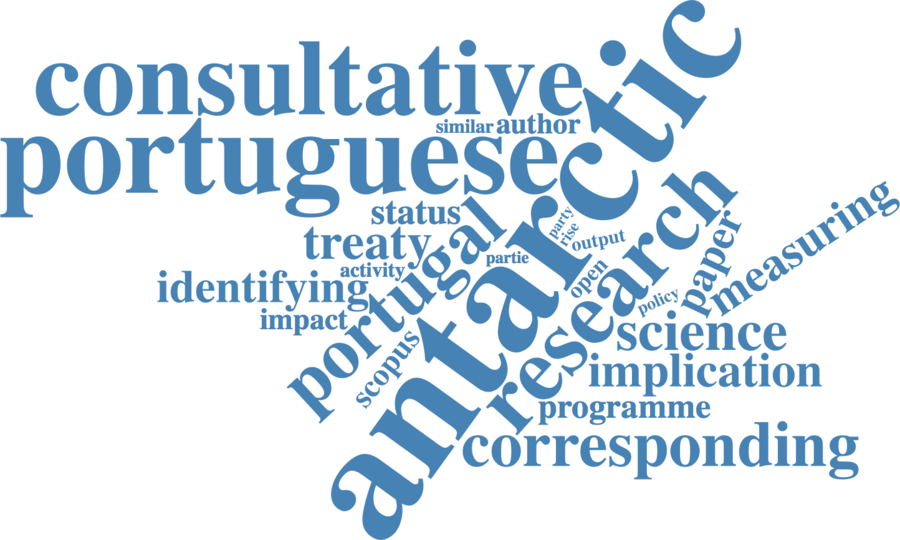 consultative
antarctic
similar
author
portuguese
status
party
rise
research
treaty
portugal
output
measuring
partie
paper
activity
open
identifying
policy
impact
scopus
science
implication
programme
corresponding